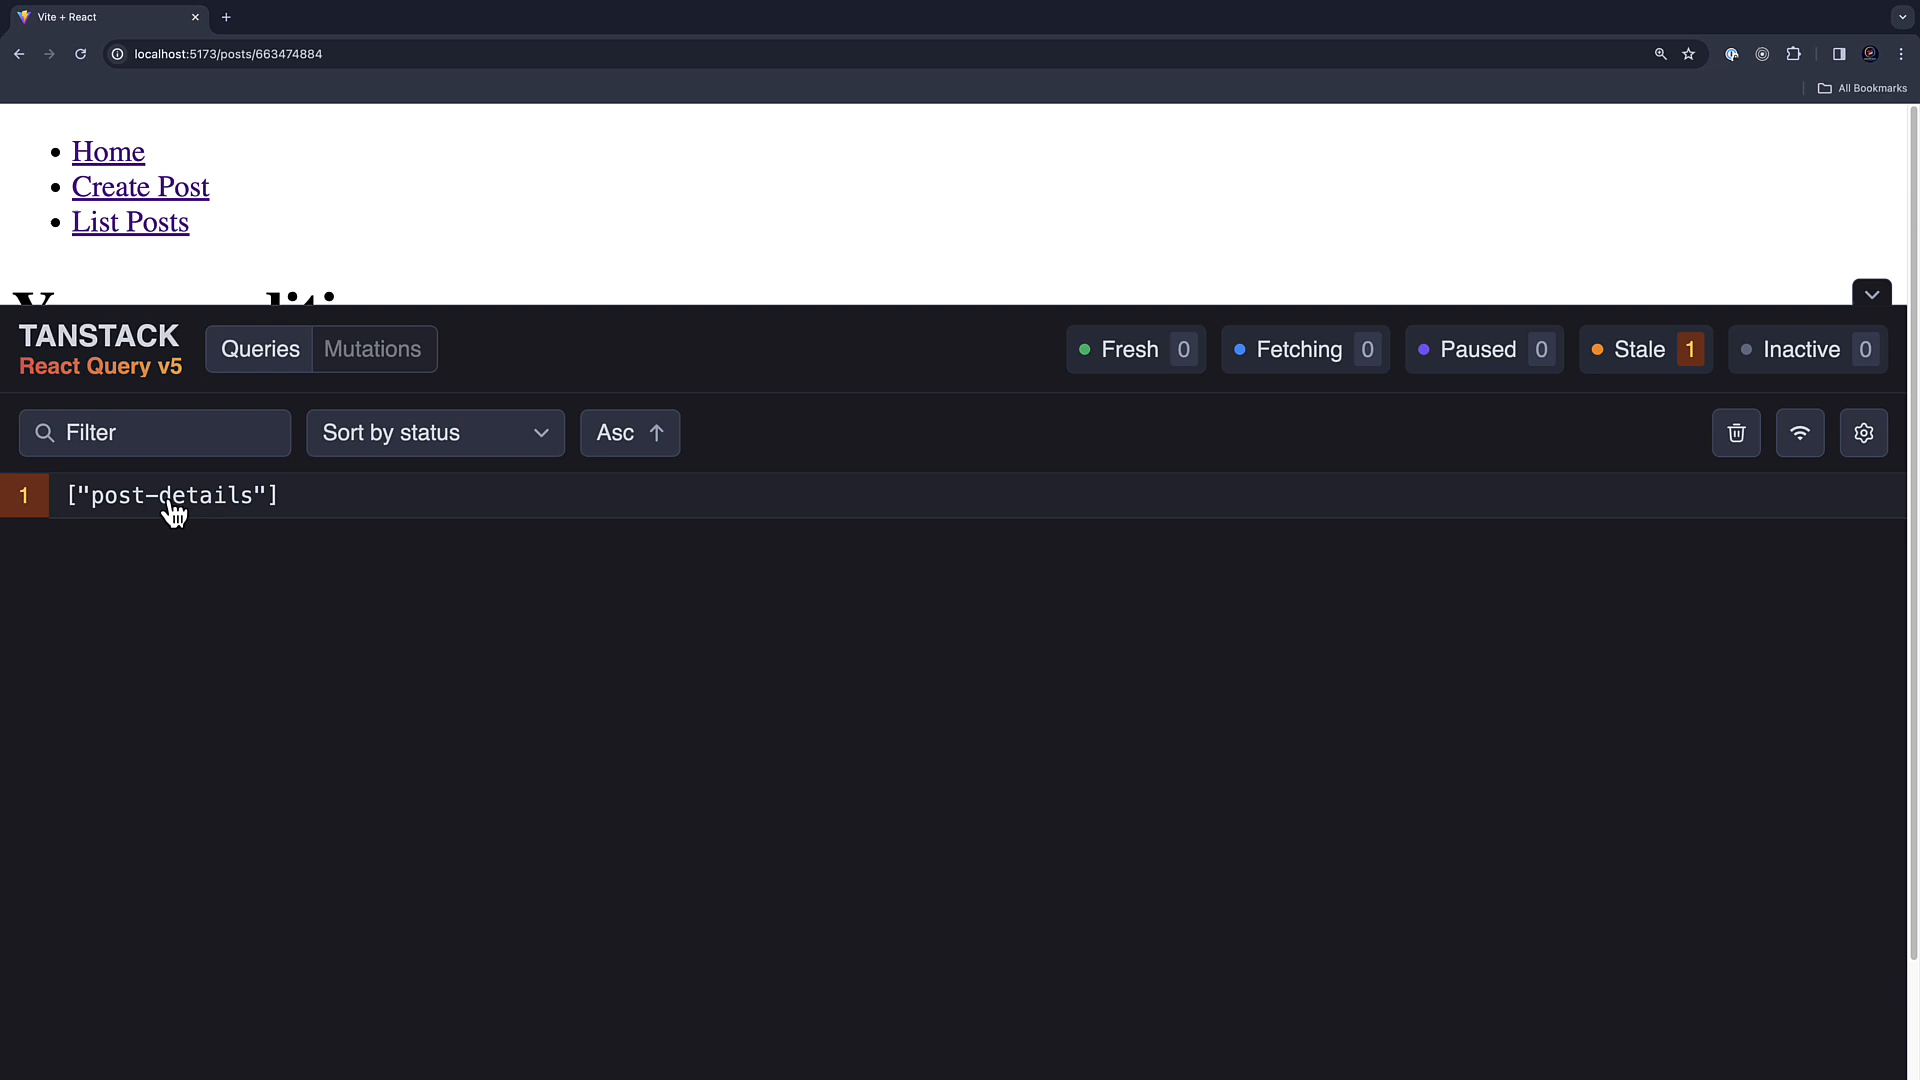 Vite + React
localhost:5173/posts/663474884
All Bookmarks
Home
Create Post
List Posts
TANSTACK
React Query v5
Queries Mutations
Fresh 0 Fetching 0 Paused 0 Stale 1 Inactive 0
Filter Sort by status Asc ↑
1 ["post-details"]